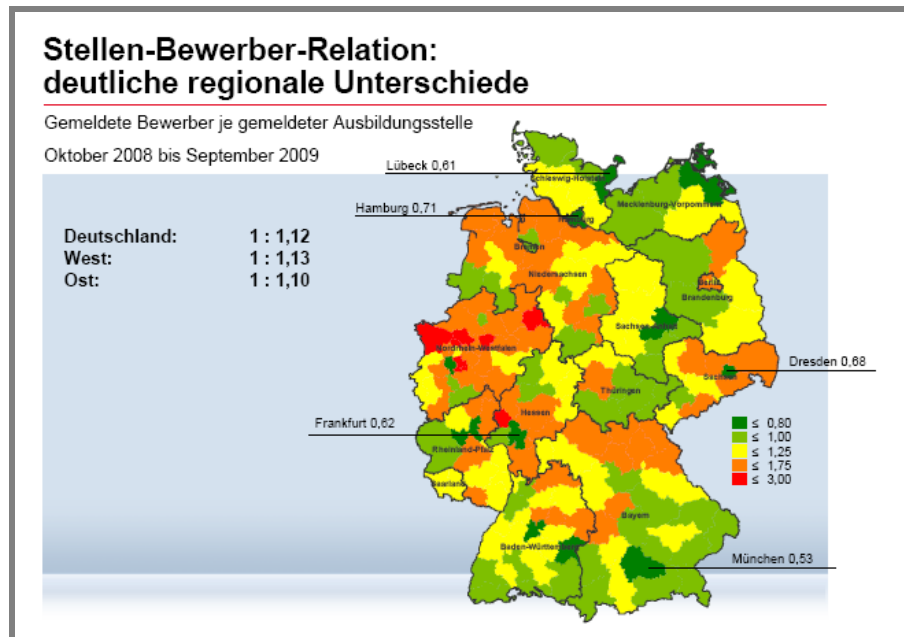 Stellen-Bewerber-Relation:
deutliche regionale Unterschiede
Gemeldete Bewerber je gemeldeter Ausbildungsstelle
Oktober 2008 bis September 2009
Lübeck 0,61
Schleswig-Holstein
Mecklenburg-Vorpommern
Hamburg 0,71
Hamburg
Deutschland: 1 : 1,12
West: 1 : 1,13
Ost: 1 : 1,10
Bremen
Niedersachsen
Berlin
Brandenburg
Sachsen-Anhalt
Nordrhein-Westfalen
Dresden 0,68
Sachsen
Thüringen
Hessen
Frankfurt 0,62
≤ 0,80
≤ 1,00
≤ 1,25
≤ 1,75
≤ 3,00
Rheinland-Pfalz
Saarland
Bayern
Baden-Württemberg
München 0,53